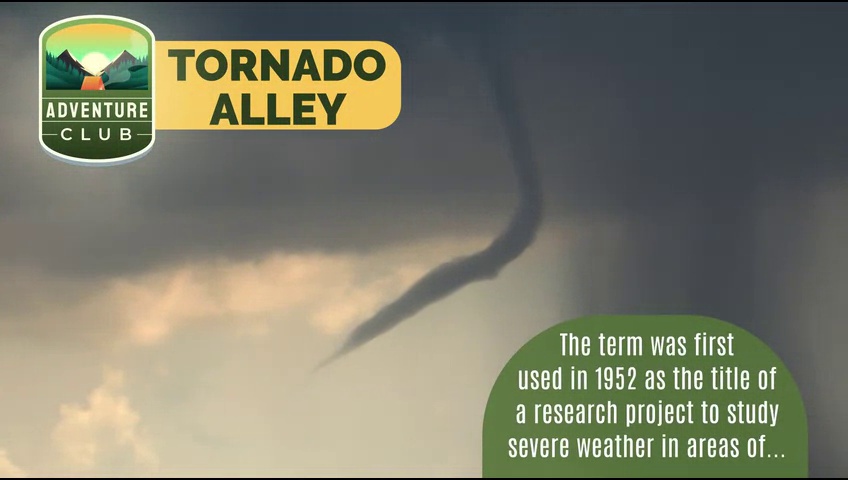 ADVENTURE
CLUB
TORNADO
ALLEY
The term was first
used in 1952 as the title of
a research project to study
severe weather in areas of...